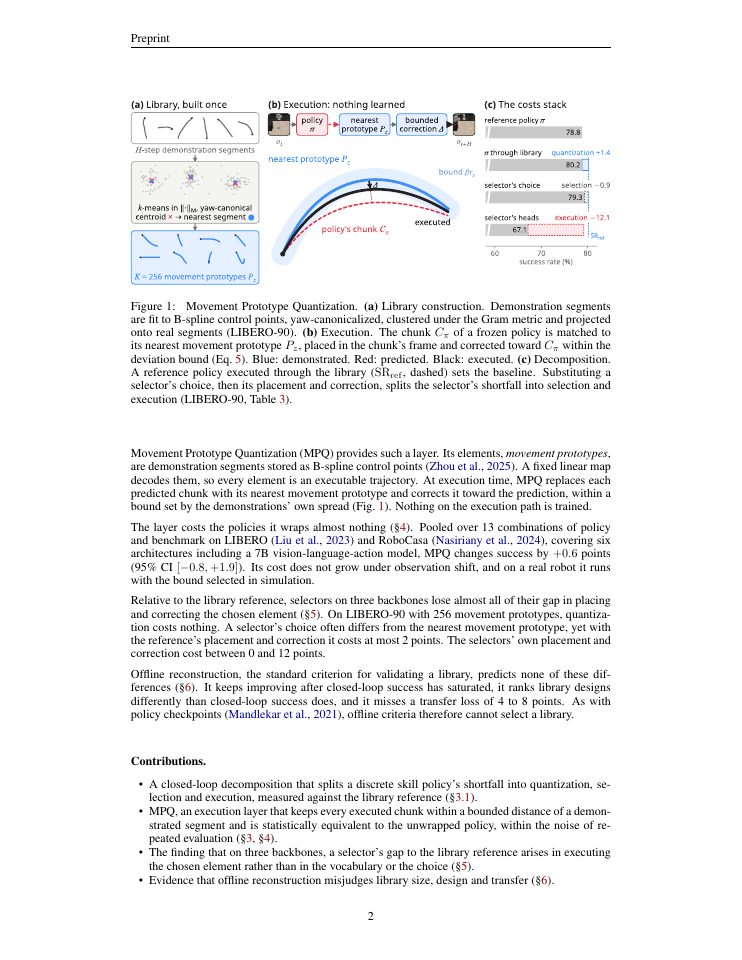 Preprint
(a) Library, built once
H-step demonstration segments
k-means in ||·||M, yaw-canonical
centroid × → nearest segment
K = 256 movement prototypes Pz
(b) Execution: nothing learned
policy π
nearest prototype Pz
bounded correction Δ
ot
ot+H
nearest prototype Pz
bound βτz
Δ
executed
policy's chunk Cπ
(c) The costs stack
reference policy π
78.8
π through library quantization +1.4
80.2
selector's choice selection −0.9
79.3
selector's heads execution −12.1
67.1
SRref
60 70 80
success rate (%)
Figure 1: Movement Prototype Quantization. (a) Library construction. Demonstration segments
are fit to B-spline control points, yaw-canonicalized, clustered under the Gram metric and projected
onto real segments (LIBERO-90). (b) Execution. The chunk Cπ of a frozen policy is matched to
its nearest movement prototype Pz, placed in the chunk's frame and corrected toward Cπ within the
deviation bound (Eq. 5). Blue: demonstrated. Red: predicted. Black: executed. (c) Decomposition.
A reference policy executed through the library (SRref, dashed) sets the baseline. Substituting a
selector's choice, then its placement and correction, splits the selector's shortfall into selection and
execution (LIBERO-90, Table 3).
Movement Prototype Quantization (MPQ) provides such a layer. Its elements, movement prototypes,
are demonstration segments stored as B-spline control points (Zhou et al., 2025). A fixed linear map
decodes them, so every element is an executable trajectory. At execution time, MPQ replaces each
predicted chunk with its nearest movement prototype and corrects it toward the prediction, within a
bound set by the demonstrations' own spread (Fig. 1). Nothing on the execution path is trained.
The layer costs the policies it wraps almost nothing (§4). Pooled over 13 combinations of policy
and benchmark on LIBERO (Liu et al., 2023) and RoboCasa (Nasiriany et al., 2024), covering six
architectures including a 7B vision-language-action model, MPQ changes success by +0.6 points
(95% CI [−0.8, +1.9]). Its cost does not grow under observation shift, and on a real robot it runs
with the bound selected in simulation.
Relative to the library reference, selectors on three backbones lose almost all of their gap in placing
and correcting the chosen element (§5). On LIBERO-90 with 256 movement prototypes, quantiza-
tion costs nothing. A selector's choice often differs from the nearest movement prototype, yet with
the reference's placement and correction it costs at most 2 points. The selectors' own placement and
correction cost between 0 and 12 points.
Offline reconstruction, the standard criterion for validating a library, predicts none of these dif-
ferences (§6). It keeps improving after closed-loop success has saturated, it ranks library designs
differently than closed-loop success does, and it misses a transfer loss of 4 to 8 points. As with
policy checkpoints (Mandlekar et al., 2021), offline criteria therefore cannot select a library.
Contributions.
• A closed-loop decomposition that splits a discrete skill policy's shortfall into quantization, se-
lection and execution, measured against the library reference (§3.1).
• MPQ, an execution layer that keeps every executed chunk within a bounded distance of a demon-
strated segment and is statistically equivalent to the unwrapped policy, within the noise of re-
peated evaluation (§3, §4).
• The finding that on three backbones, a selector's gap to the library reference arises in executing
the chosen element rather than in the vocabulary or the choice (§5).
• Evidence that offline reconstruction misjudges library size, design and transfer (§6).
2